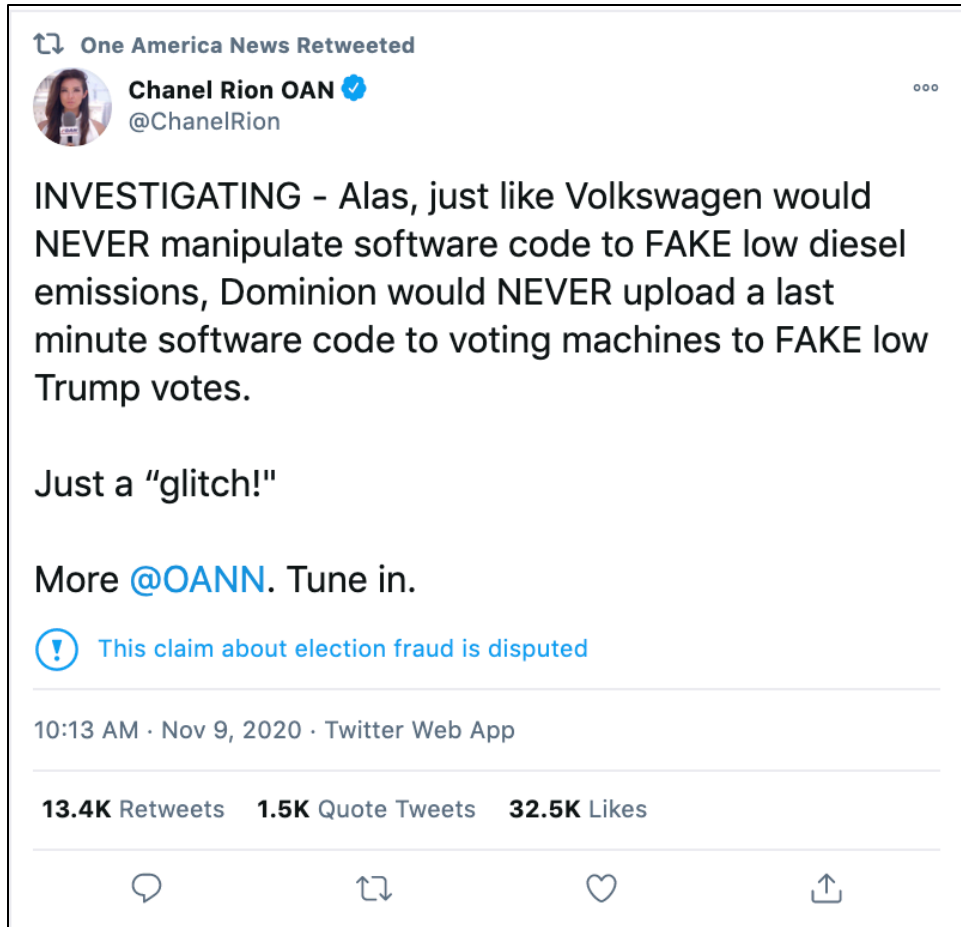 One America News Retweeted
Chanel Rion OAN
@ChanelRion
INVESTIGATING - Alas, just like Volkswagen would
NEVER manipulate software code to FAKE low diesel
emissions, Dominion would NEVER upload a last
minute software code to voting machines to FAKE low
Trump votes.
Just a “glitch!"
More @OANN. Tune in.
This claim about election fraud is disputed
10:13 AM · Nov 9, 2020 · Twitter Web App
13.4K Retweets 1.5K Quote Tweets 32.5K Likes